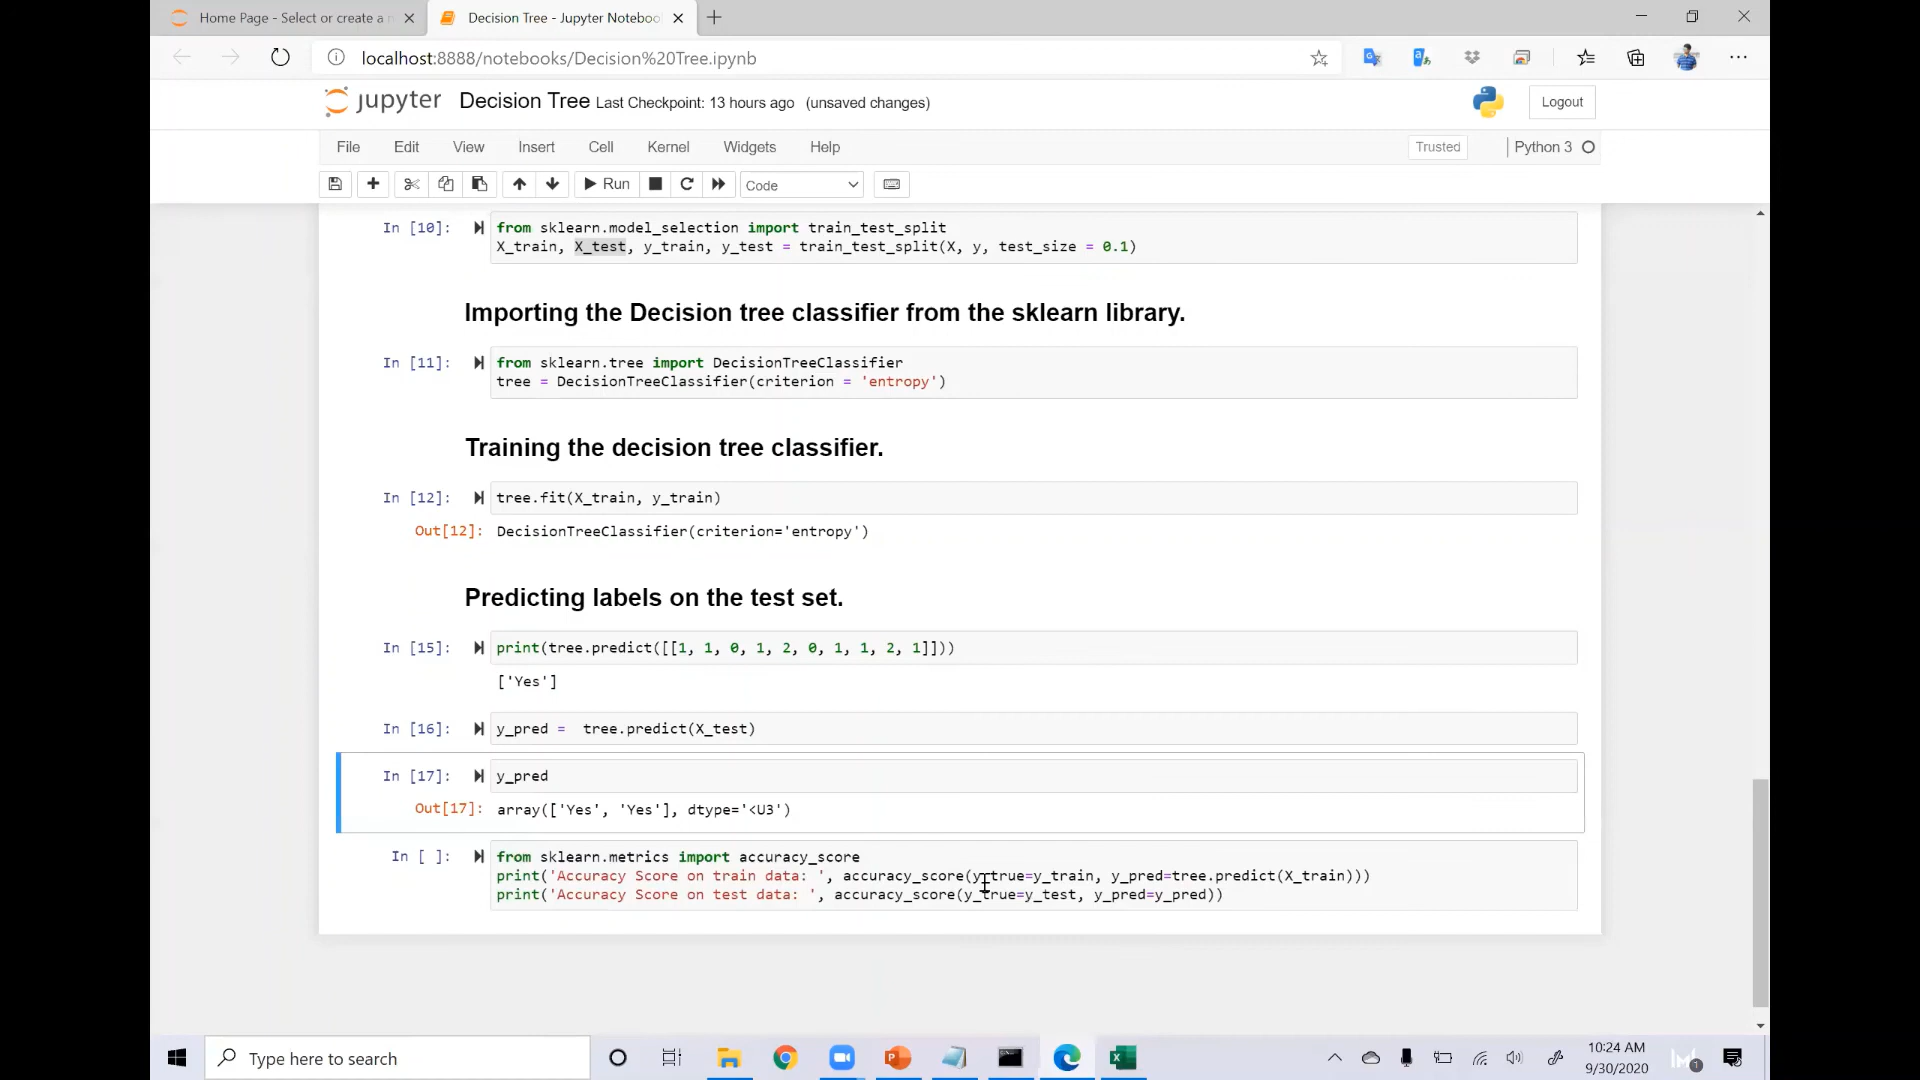 Home Page - Select or create a n
Decision Tree - Jupyter Noteboo
localhost:8888/notebooks/Decision%20Tree.ipynb
jupyter Decision Tree Last Checkpoint: 13 hours ago (unsaved changes)
Logout
File Edit View Insert Cell Kernel Widgets Help
Trusted
Python 3
Run
Code
In [10]: from sklearn.model_selection import train_test_split
X_train, X_test, y_train, y_test = train_test_split(X, y, test_size = 0.1)
Importing the Decision tree classifier from the sklearn library.
In [11]: from sklearn.tree import DecisionTreeClassifier
tree = DecisionTreeClassifier(criterion = 'entropy')
Training the decision tree classifier.
In [12]: tree.fit(X_train, y_train)
Out[12]: DecisionTreeClassifier(criterion='entropy')
Predicting labels on the test set.
In [15]: print(tree.predict([[1, 1, 0, 1, 2, 0, 1, 1, 2, 1]]))
['Yes']
In [16]: y_pred = tree.predict(X_test)
In [17]: y_pred
Out[17]: array(['Yes', 'Yes'], dtype='<U3')
In [ ]: from sklearn.metrics import accuracy_score
print('Accuracy Score on train data: ', accuracy_score(y_true=y_train, y_pred=tree.predict(X_train)))
print('Accuracy Score on test data: ', accuracy_score(y_true=y_test, y_pred=y_pred))
Type here to search
10:24 AM
9/30/2020
1